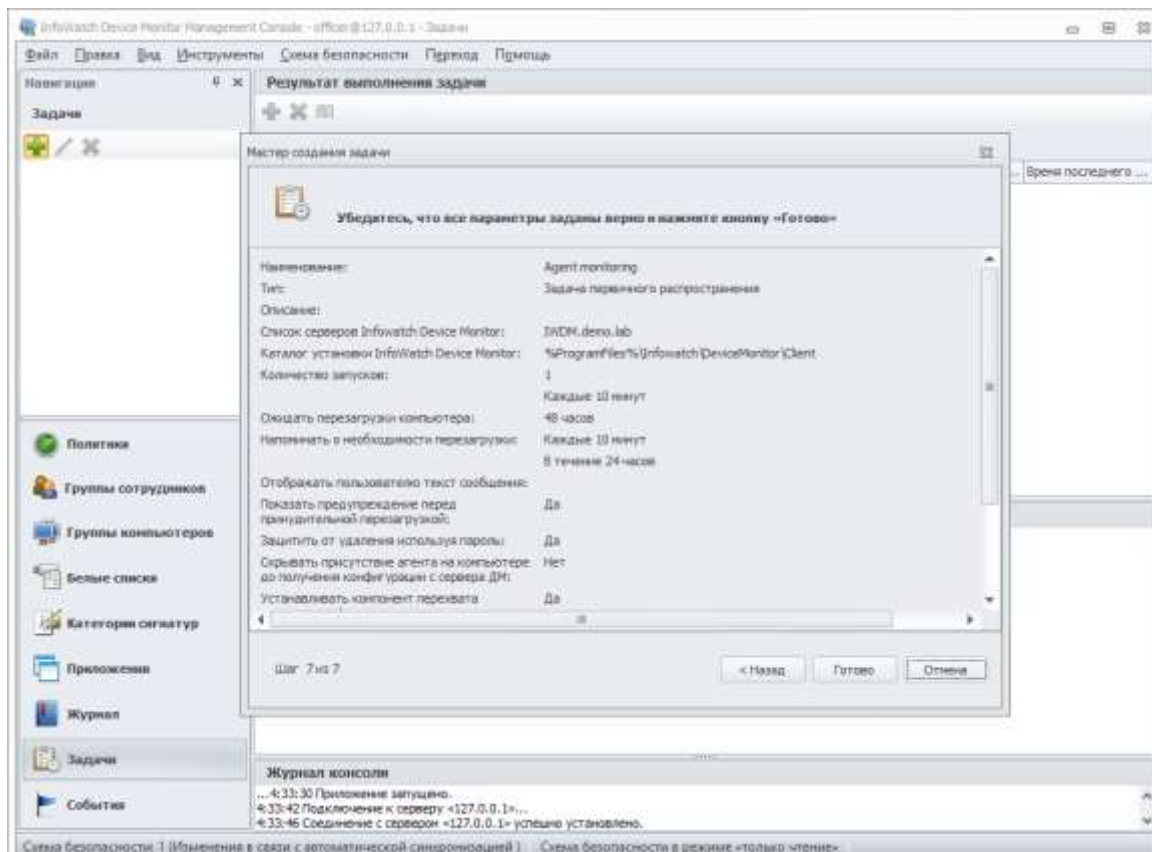 InfoWatch Device Monitor Management Console - officer@127.0.0.1 - Задачи
Файл Правка Вид Инструменты Схема безопасности Переход Помощь
Навигация
Задачи
Результат выполнения задачи
... Время последнего ...
Мастер создания задачи
Убедитесь, что все параметры заданы верно и нажмите кнопку «Готово»
Наименование: Agent monitoring
Тип: Задача первичного распространения
Описание:
Список серверов Infowatch Device Monitor: IWDM.demo.lab
Каталог установки InfoWatch Device Monitor: %ProgramFiles%\Infowatch\DeviceMonitor\Client
Количество запусков: 1
Каждые 10 минут
Ожидать перезагрузки компьютера: 48 часов
Напоминать о необходимости перезагрузки: Каждые 10 минут
В течение 24 часов
Отображать пользователю текст сообщения:
Показать предупреждение перед принудительной перезагрузкой: Да
Защитить от удаления используя пароль: Да
Скрывать присутствие агента на компьютере до получения конфигурации с сервера ДМ: Нет
Устанавливать компонент перехвата Да
Шаг 7 из 7
< Назад Готово Отмена
Политики
Группы сотрудников
Группы компьютеров
Белые списки
Категории сигнатур
Приложения
Журнал
Задачи
События
Журнал консоли
...4:33:30 Приложение запущено.
4:33:42 Подключение к серверу <127.0.0.1>...
4:33:46 Соединение с сервером <127.0.0.1> успешно установлено.
Схема безопасности: 1 (Изменения в связи с автоматической синхронизацией ) Схема безопасности в режиме «только чтение»